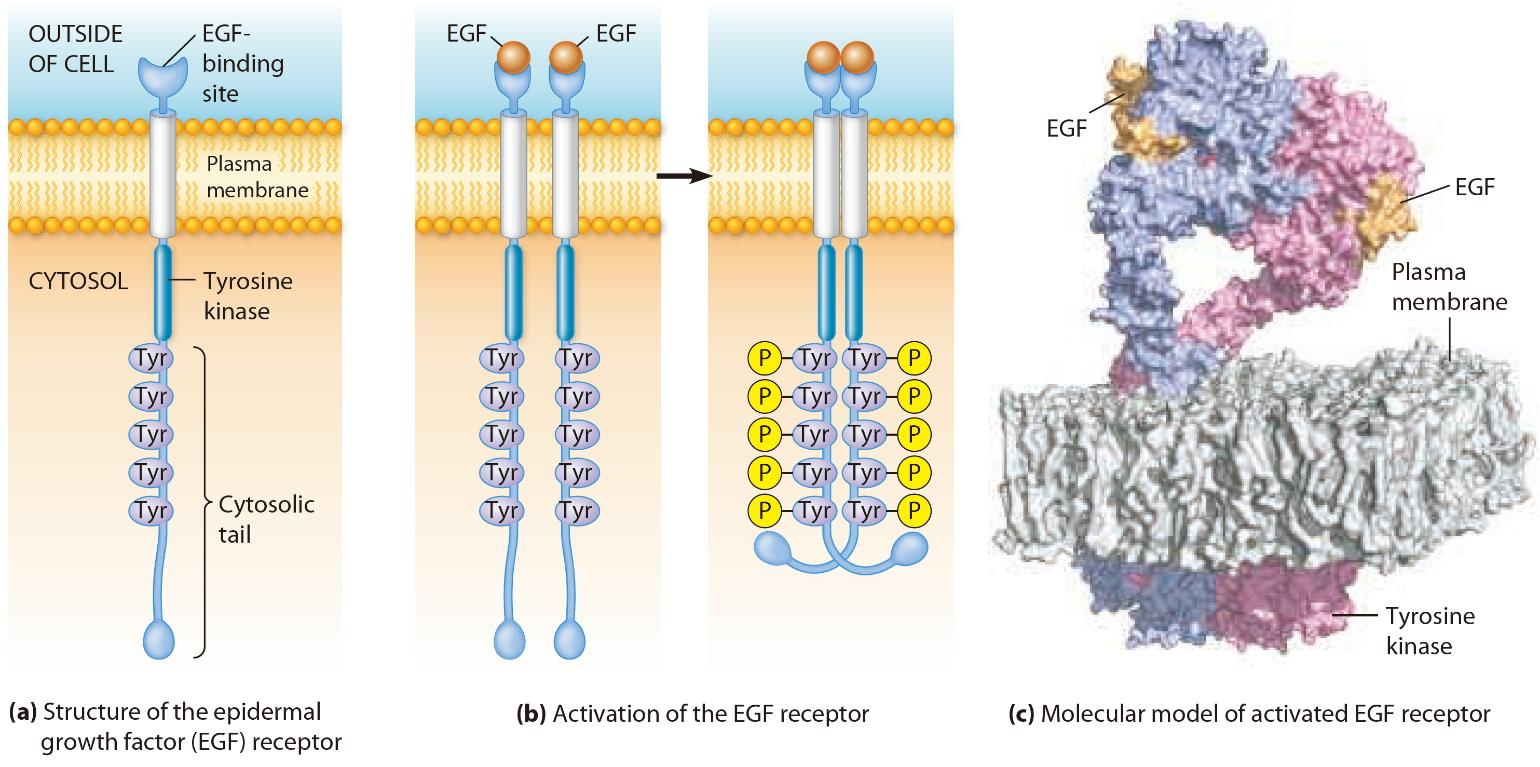 OUTSIDE
OF CELL
EGF-
binding
site
Plasma
membrane
CYTOSOL
Tyrosine
kinase
Tyr
Tyr
Tyr
Tyr
Tyr
Cytosolic
tail
(a) Structure of the epidermal
growth factor (EGF) receptor
EGF
EGF
Tyr Tyr
Tyr Tyr
Tyr Tyr
Tyr Tyr
Tyr Tyr
P Tyr Tyr P
P Tyr Tyr P
P Tyr Tyr P
P Tyr Tyr P
P Tyr Tyr P
(b) Activation of the EGF receptor
EGF
EGF
Plasma
membrane
Tyrosine
kinase
(c) Molecular model of activated EGF receptor